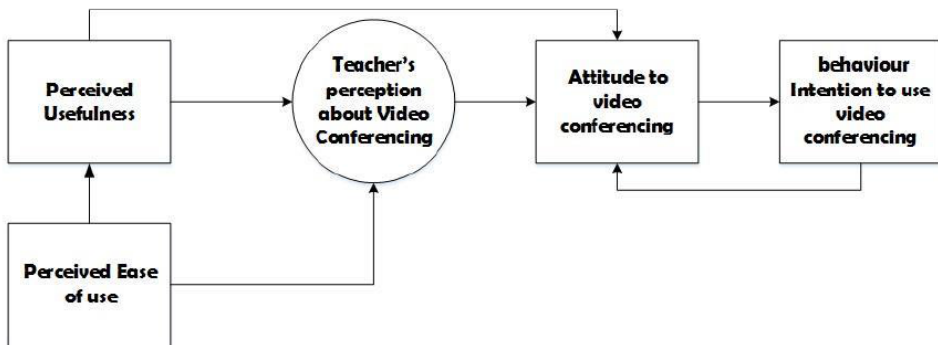 Perceived
Usefulness
Teacher's
perception
about Video
Conferencing
Attitude to
video
conferencing
behaviour
Intention to use
video
conferencing
Perceived Ease
of use